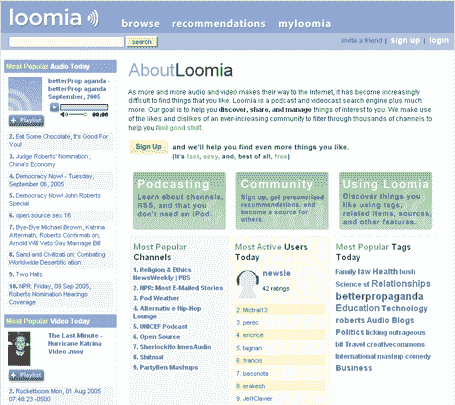 loomia
browse recommendations myloomia
search
invite a friend | sign up | login
Most Popular Audio Today
betterProp aganda -
betterprop aganda
September, 2005
00:00
+ Playlist
2. Eat Some Chocolate, It's Good For
You!
3. Judge Roberts' Nomination ;
China's Economy
4. Democracy Now! - Tuesday,
September 06, 2005
5. Democracy Now! John Roberts
Special
6. open source sex 16
7. Bye-Bye Michael Brown, Katrina
Aftermath, Roberts Confirmation, on
Arnold Will Veto Gay Marriage Bill
8. Sand and Civilization: Combating
Worldwide Desertification
9. Two Hells
10. NPR: Friday, 09 Sep 2005,
Roberts Nomination Hearings
Coverage
Most Popular Video Today
The Last Minute -
Hurricane Katrina
Video .mov
+ Playlist
2. Rocketboom Mon, 01 Aug 2005
07:48:23 -0500
AboutLoomia
As more and more audio and video makes their way to the Internet, it has become increasingly
difficult to find things that you like. Loomia is a podcast and videocast search engine plus much
more. Our goal is to help you discover, share, and manage things of interest to you. We make use
of the likes and dislikes of an ever-increasing community to filter through thousands of channels to
help you find good stuff.
Sign Up and we'll help you find even more things you like.
(It's fast, easy, and, best of all, free)
Podcasting
Learn about channels,
RSS, and that you
don't need an iPod.
Community
Sign up, get personalized
recommendations, and
become a source for
others.
Using Loomia
Discover things you
like using tags,
related items, sources,
and other features.
Most Popular
Channels
1. Religion & Ethics
NewsWeekly | PBS
2. NPR: Most E-Mailed Stories
3. Pod Weather
4. Alternative Hip-Hop
Lounge
5. UNICEF Podcast
6. Open Source
7. Sherlockho lmesAudio
8. Shitmat
9. PartyBen Mashups
Most Active Users
Today
newsie
42 ratings
2. Mistral13
3. perec
4. ericrice
5. tagnan
6. francis
7. bassnote
8. erakesh
9. JeffClavier
Most Popular Tags
Today
Family law Health bush
Science sf Relationships
betterpropaganda
Education Technology
roberts Audio Blogs
Politics licking outrageous
bit Travel creativecommons
International mashup comedy
Business